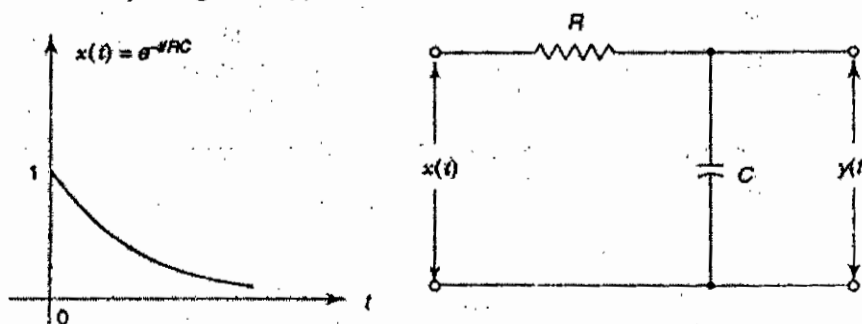 x(t) = e^-t/RC
1
0
t
R
x(t)
C
y(t